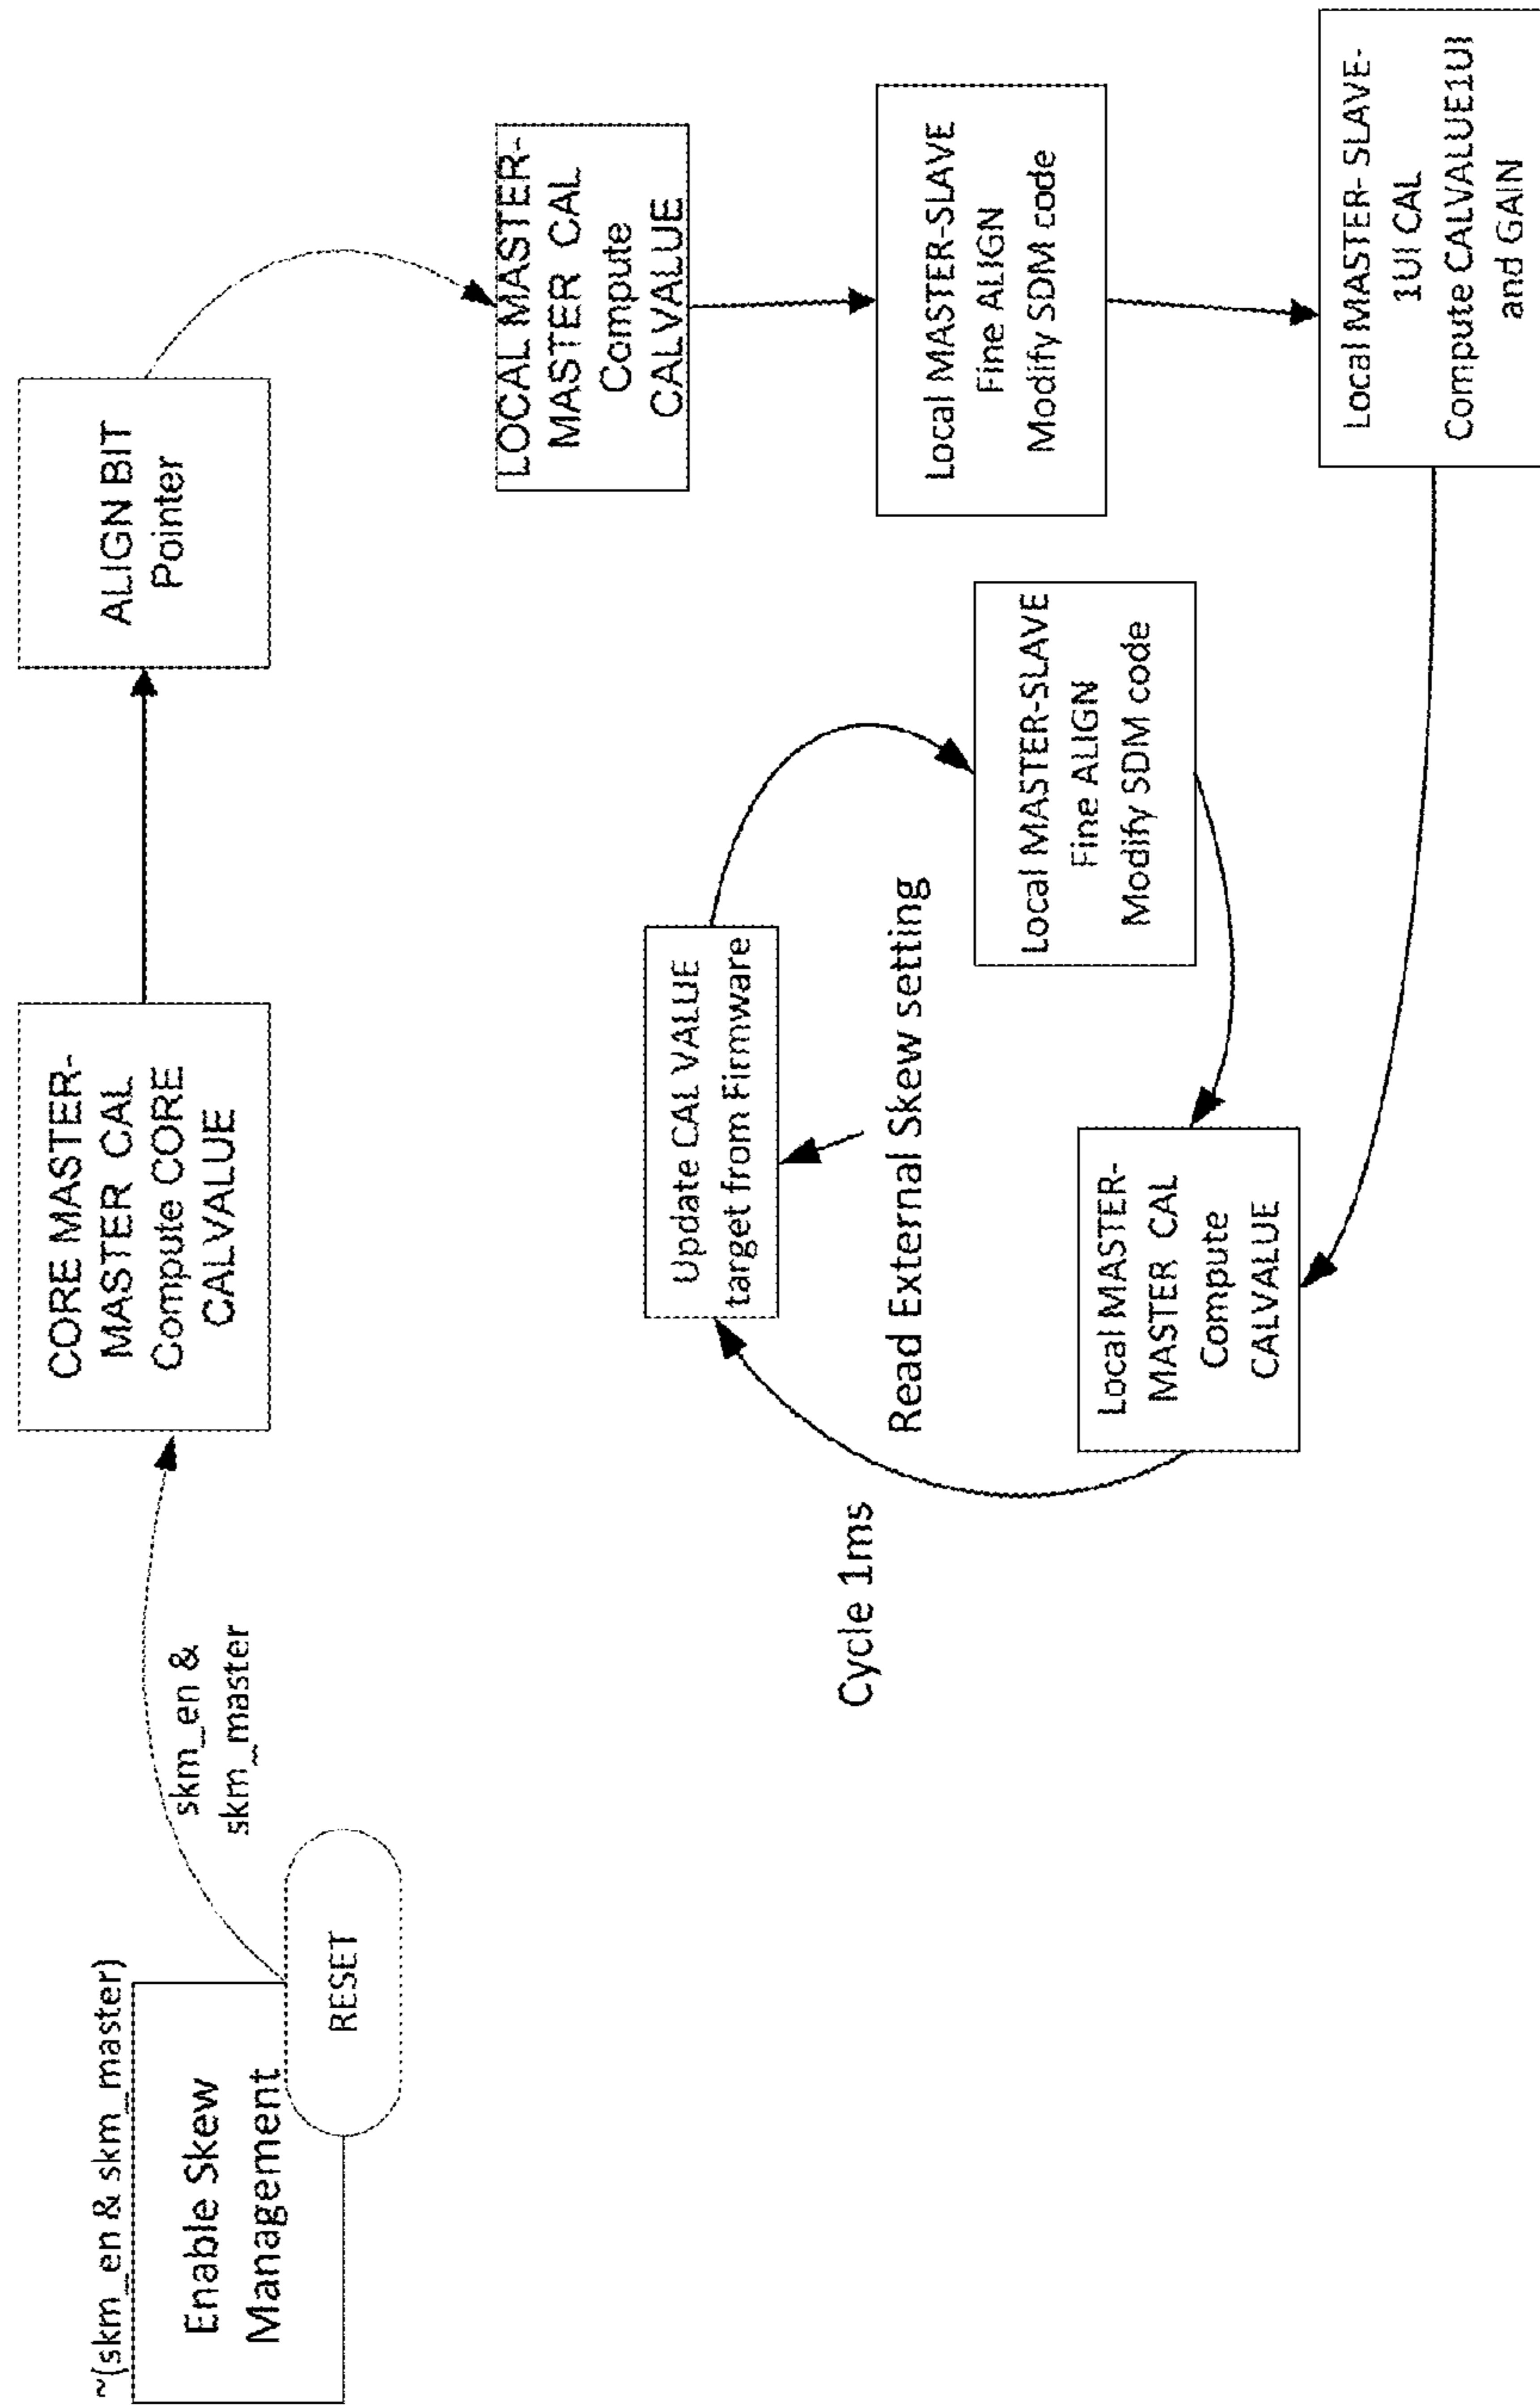 ~(skm_en & skm_master)
Enable Skew
Management
RESET
skm_en &
skm_master
CORE MASTER-
MASTER CAL
Compute CORE
CALVALUE
ALIGN BIT
Pointer
LOCAL MASTER-
MASTER CAL
Compute
CALVALUE
Local MASTER-SLAVE
Fine ALIGN
Modify SDM code
Local MASTER- SLAVE-
1UI CAL
Compute CALVALUE1UI
and GAIN
Local MASTER-
MASTER CAL
Compute
CALVALUE
Cycle 1ms
Update CAL VALUE
target from Firmware
Read External Skew setting
Local MASTER-SLAVE
Fine ALIGN
Modify SDM code